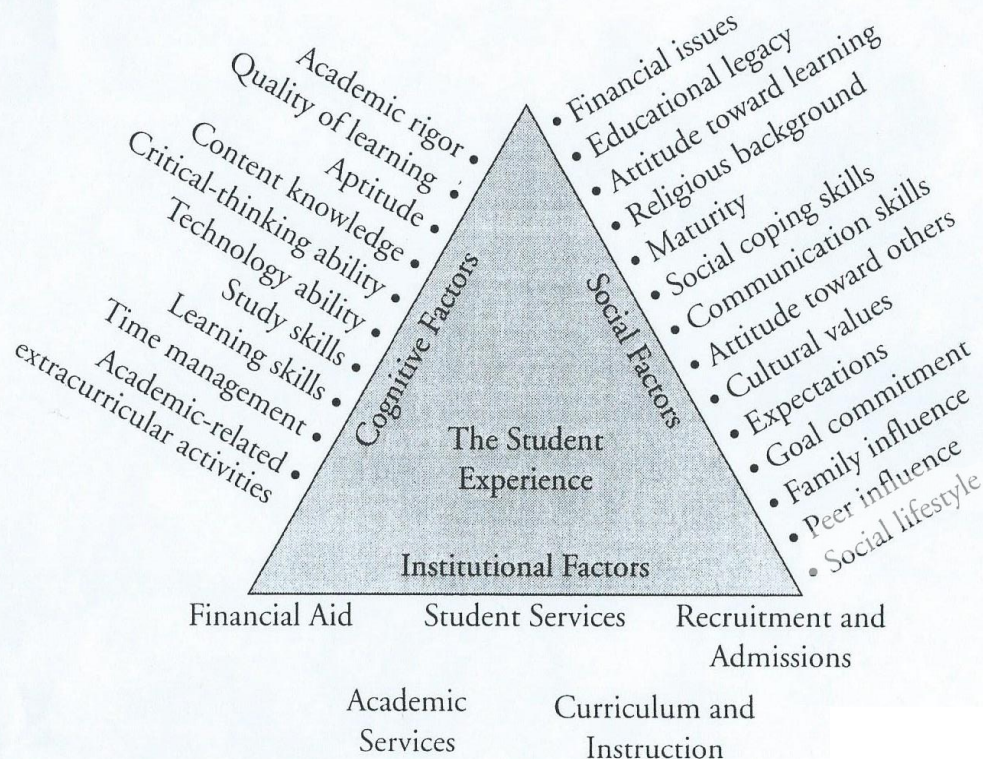 Academic rigor
Quality of learning
Aptitude
Content knowledge
Critical-thinking ability
Technology ability
Study skills
Learning skills
Time management
Academic-related
extracurricular activities
Cognitive Factors
• Financial issues
• Educational legacy
• Attitude toward learning
• Religious background
• Maturity
• Social coping skills
• Communication skills
• Attitude toward others
• Cultural values
• Expectations
• Goal commitment
• Family influence
• Peer influence
• Social lifestyle
Social Factors
The Student
Experience
Institutional Factors
Financial Aid
Student Services
Recruitment and
Admissions
Academic
Services
Curriculum and
Instruction